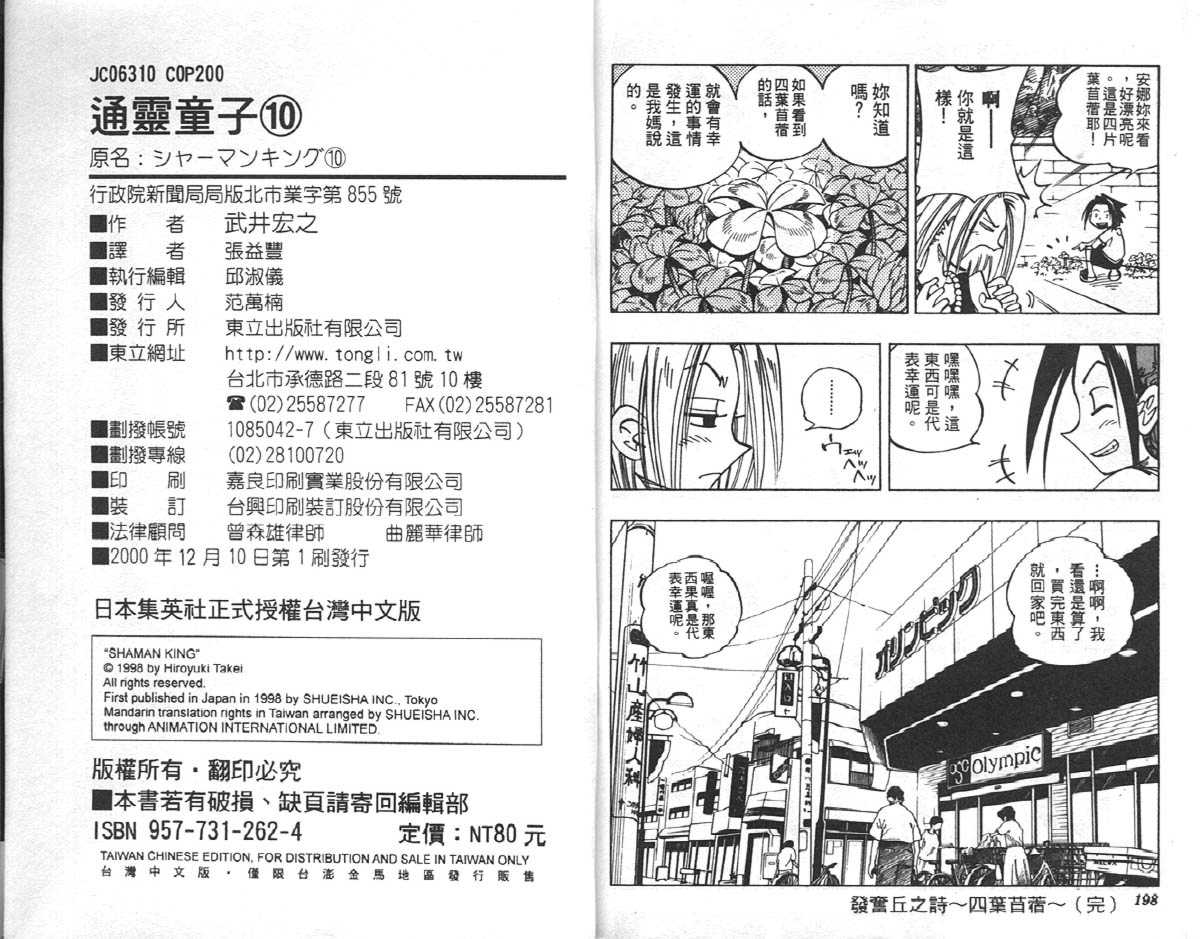 JC06310 C0P200
通靈童子⑩
原名：シャーマンキング⑩
行政院新聞局局版北市業字第 855 號
■作　者　武井宏之
■譯　者　張益豐
■執行編輯　邱淑儀
■發 行 人　范萬楠
■發 行 所　東立出版社有限公司
■東立網址　http://www.tongli.com.tw
台北市承德路二段 81 號 10 樓
☎(02)25587277　FAX(02)25587281
■劃撥帳號　1085042-7（東立出版社有限公司）
■劃撥專線　(02)28100720
■印　刷　嘉良印刷實業股份有限公司
■裝　訂　台興印刷裝訂股份有限公司
■法律顧問　曾森雄律師　曲麗華律師
■2000 年 12 月 10 日第 1 刷發行
日本集英社正式授權台灣中文版
"SHAMAN KING"
© 1998 by Hiroyuki Takei
All rights reserved.
First published in Japan in 1998 by SHUEISHA INC., Tokyo
Mandarin translation rights in Taiwan arranged by SHUEISHA INC.
through ANIMATION INTERNATIONAL LIMITED.
版權所有・翻印必究
■本書若有破損、缺頁請寄回編輯部
ISBN 957-731-262-4　定價：NT80 元
TAIWAN CHINESE EDITION, FOR DISTRIBUTION AND SALE IN TAIWAN ONLY
台灣中文版・僅限台澎金馬地區發行販售
安娜妳來看
，好漂亮呢
。這是四片
葉苜蓿耶！
啊——
你就是這
樣！
妳知道
嗎？
如果看到
四葉苜蓿
的話，
就會有幸
運的事情
發生，這
是我媽說
的。
嘿嘿嘿，這
東西可是代
表幸運呢。
……
ウェッ
ヘッ
ヘッ
…啊啊，我
看還是算了
，買完東西
就回家吧。
喔喔，那東
西果真是代
表幸運呢。
オリンピック
Olympic
竹山產婦人科
發奮丘之詩～四葉苜蓿～（完）
198